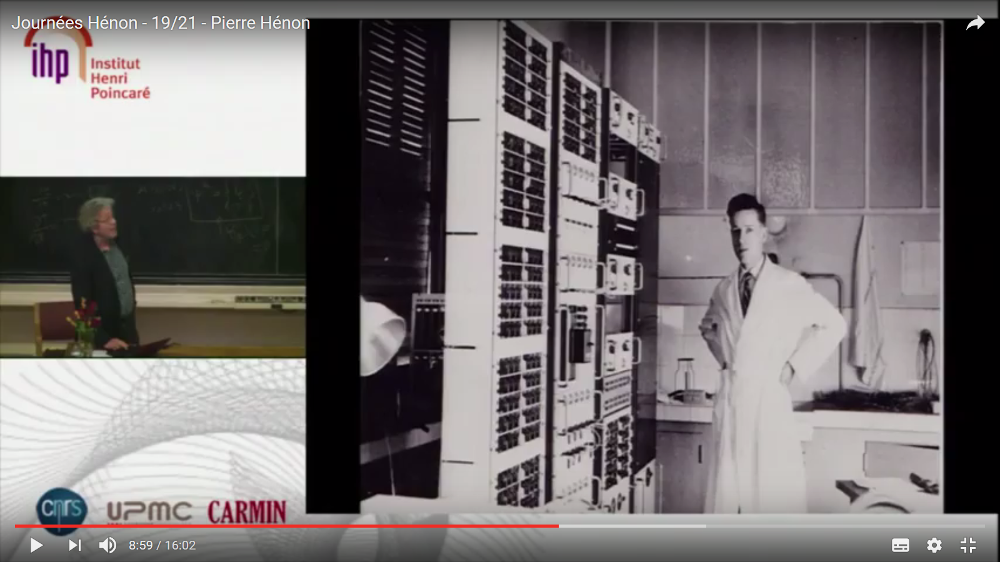 Journées Hénon - 19/21 - Pierre Hénon
ihp
Institut
Henri
Poincaré
cnrs
UPMC
CARMIN
8:59 / 16:02